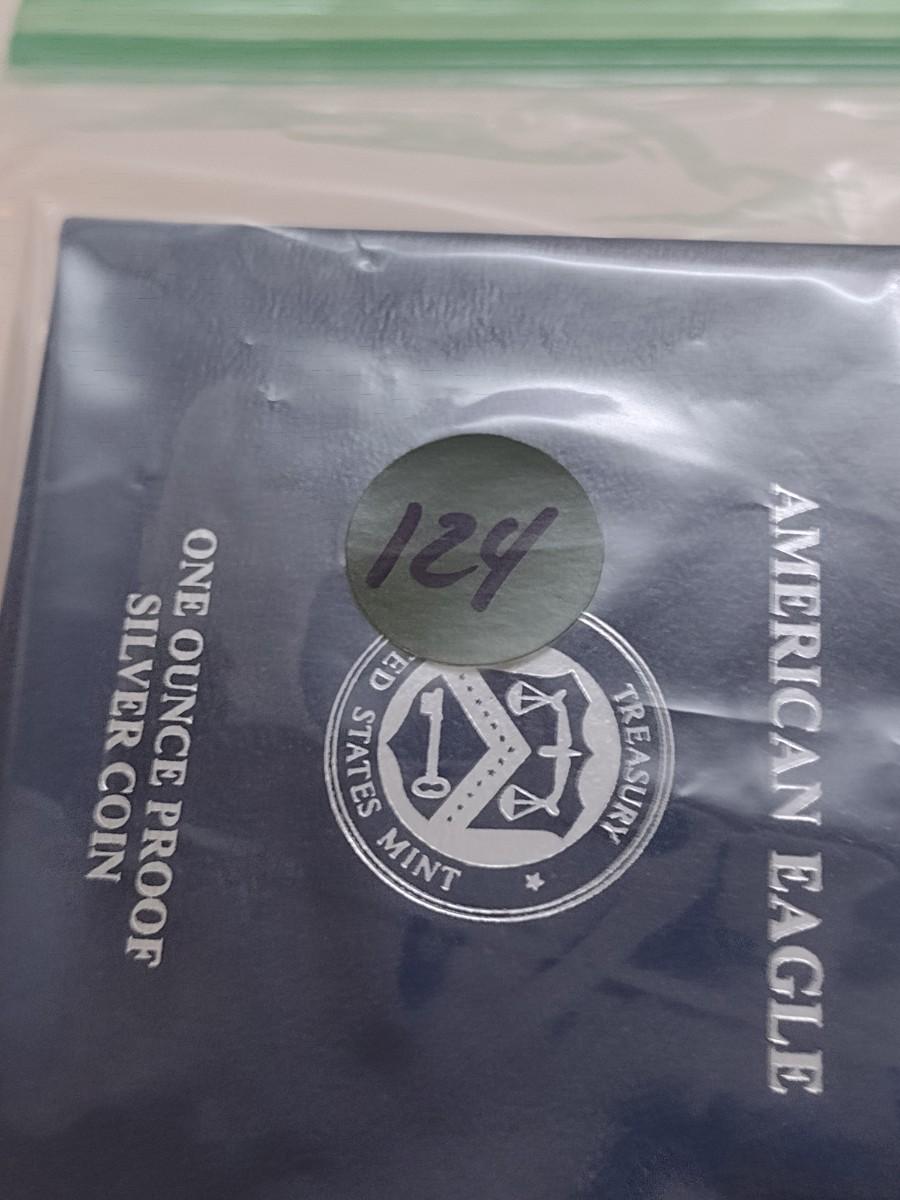 AMERICAN EAGLE
124
TREASURY
ED STATES MINT
ONE OUNCE PROOF
SILVER COIN